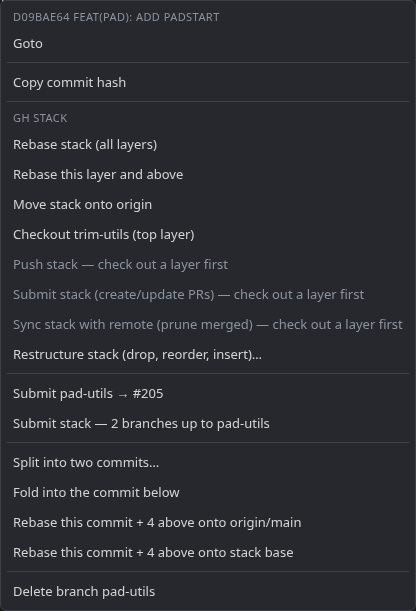 D09BAE64 FEAT(PAD): ADD PADSTART
Goto
Copy commit hash
GH STACK
Rebase stack (all layers)
Rebase this layer and above
Move stack onto origin
Checkout trim-utils (top layer)
Push stack — check out a layer first
Submit stack (create/update PRs) — check out a layer first
Sync stack with remote (prune merged) — check out a layer first
Restructure stack (drop, reorder, insert)...
Submit pad-utils → #205
Submit stack — 2 branches up to pad-utils
Split into two commits...
Fold into the commit below
Rebase this commit + 4 above onto origin/main
Rebase this commit + 4 above onto stack base
Delete branch pad-utils